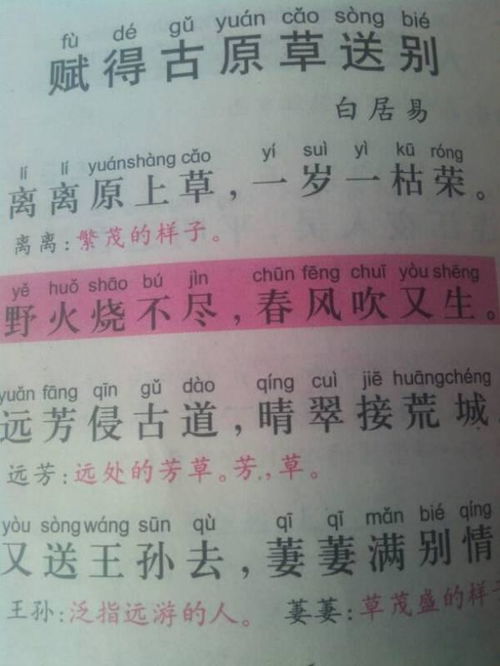 fù dé gǔ yuán cǎo sòng bié
赋得古原草送别
白居易
lí lí yuánshàng cǎo yí suì yì kū róng
离离原上草，一岁一枯荣。
离离：繁茂的样子。
yě huǒ shāo bú jìn chūn fēng chuī yòu shēng
野火烧不尽，春风吹又生。
yuǎn fāng qīn gǔ dào qíng cuì jiē huāngchéng
远芳侵古道，晴翠接荒城
远芳：远处的芳草。芳，，草。
yòu sòng wáng sūn qù qī qī mǎn bié qíng
又送王孙去，萋萋满别情
王孙：泛指远游的人。 萋萋：草茂盛的样